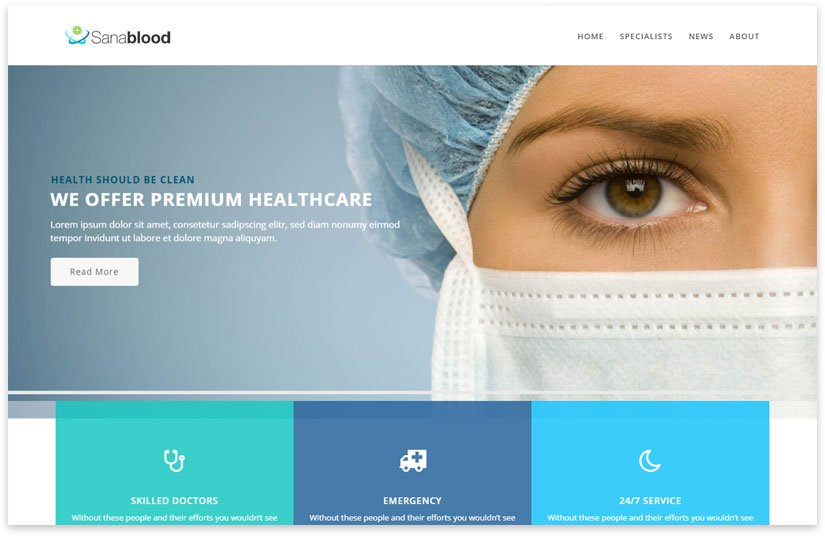 Sanablood
HOME SPECIALISTS NEWS ABOUT
HEALTH SHOULD BE CLEAN
WE OFFER PREMIUM HEALTHCARE
Lorem ipsum dolor sit amet, consetetur sadipscing elitr, sed diam nonumy eirmod
tempor invidunt ut labore et dolore magna aliquyam.
Read More
SKILLED DOCTORS
Without these people and their efforts you wouldn't see
EMERGENCY
Without these people and their efforts you wouldn't see
24/7 SERVICE
Without these people and their efforts you wouldn't see